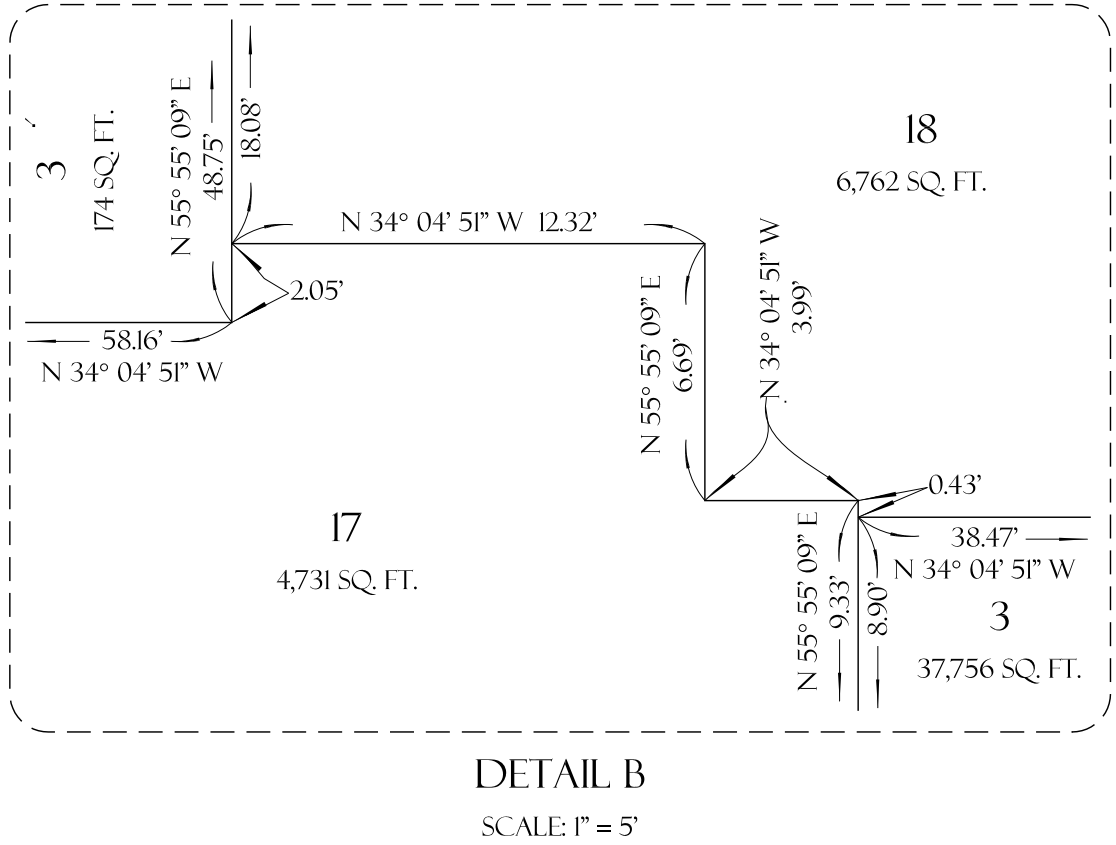 3
174 SQ. FT.
N 55° 55' 09" E
48.75'
18.08'
18
6,762 SQ. FT.
N 34° 04' 51" W 12.32'
2.05'
58.16'
N 34° 04' 51" W
N 55° 55' 09" E
6.69'
N 34° 04' 51" W
3.99'
0.43'
17
4,731 SQ. FT.
N 55° 55' 09" E
9.33'
8.90'
38.47'
N 34° 04' 51" W
3
37,756 SQ. FT.
DETAIL B
SCALE: 1" = 5'